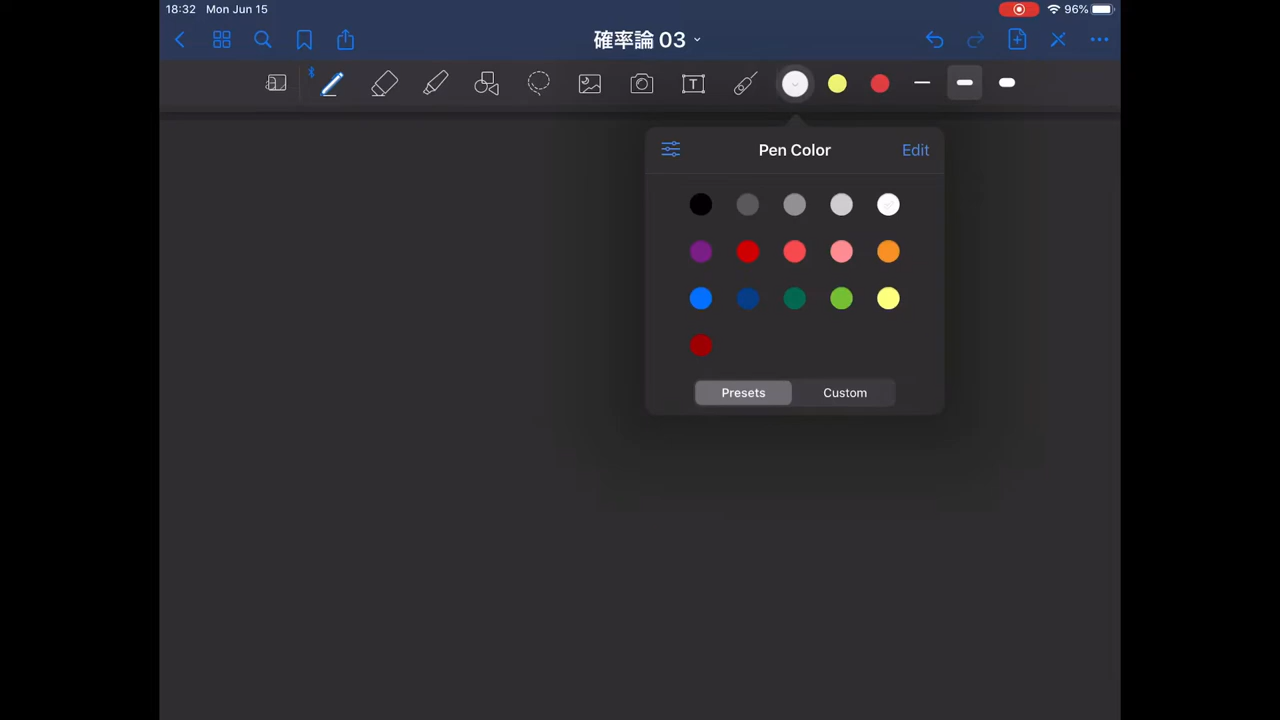 18:32 Mon Jun 15
96%
確率論 03
T
Pen Color
Edit
Presets
Custom